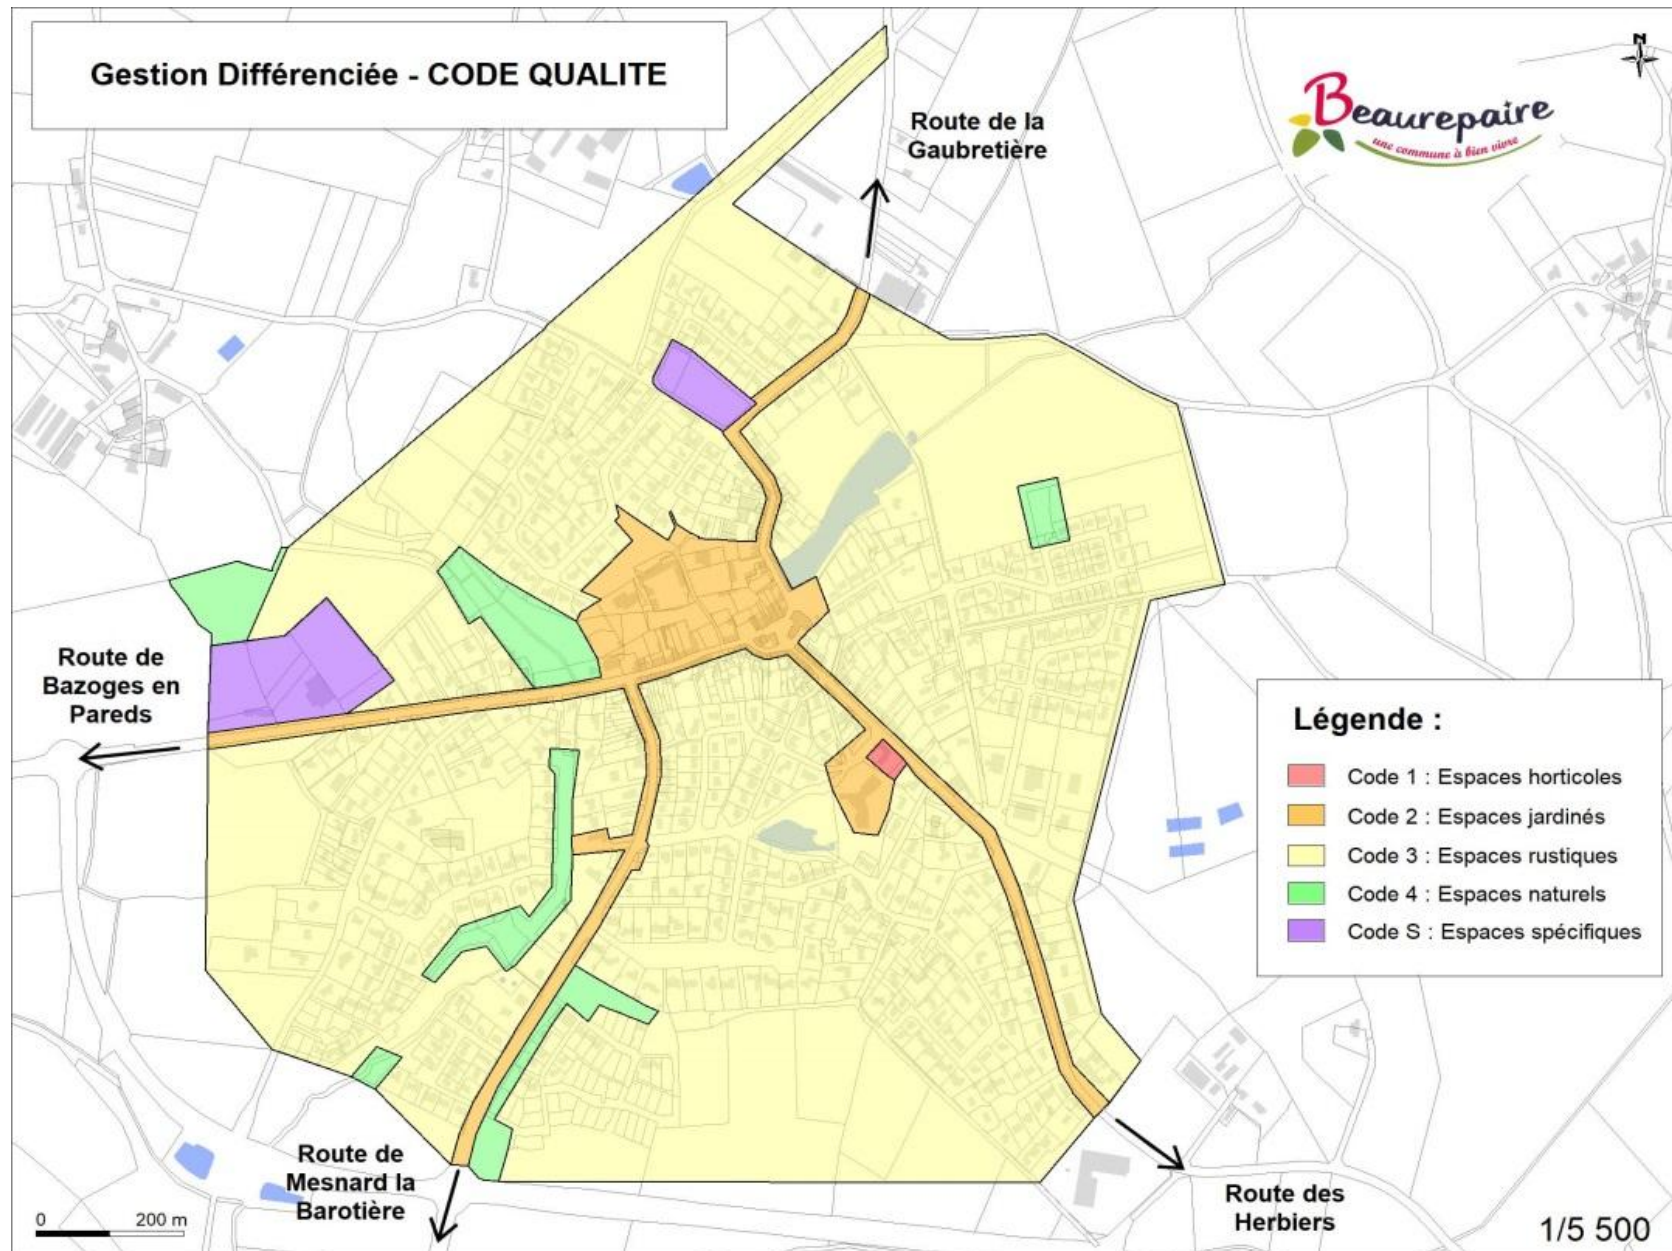 Gestion Différenciée - CODE QUALITE
N
Beaurepaire
une commune à bien vivre
Route de la
Gaubretière
Route de
Bazoges en
Pareds
Légende :
Code 1 : Espaces horticoles
Code 2 : Espaces jardinés
Code 3 : Espaces rustiques
Code 4 : Espaces naturels
Code S : Espaces spécifiques
Route de
Mesnard la
Barotière
Route des
Herbiers
0 200 m
1/5 500